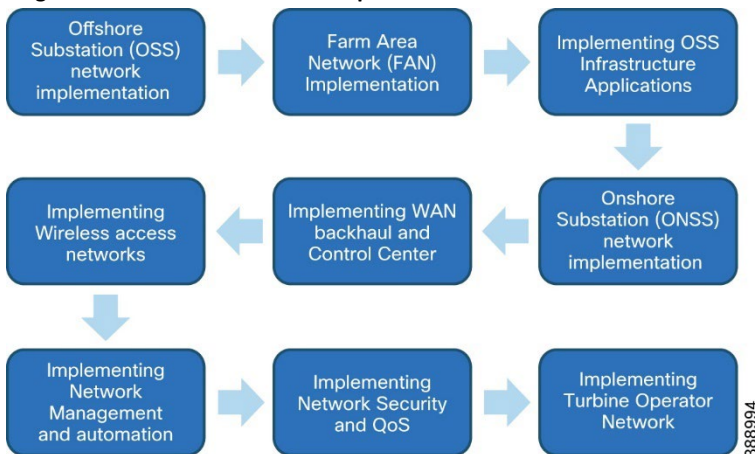 Offshore
Substation (OSS)
network
implementation
Farm Area
Network (FAN)
Implementation
Implementing OSS
Infrastructure
Applications
Onshore
Substation (ONSS)
network
implementation
Implementing WAN
backhaul and
Control Center
Implementing
Wireless access
networks
Implementing
Network
Management
and automation
Implementing
Network Security
and QoS
Implementing
Turbine Operator
Network
388994